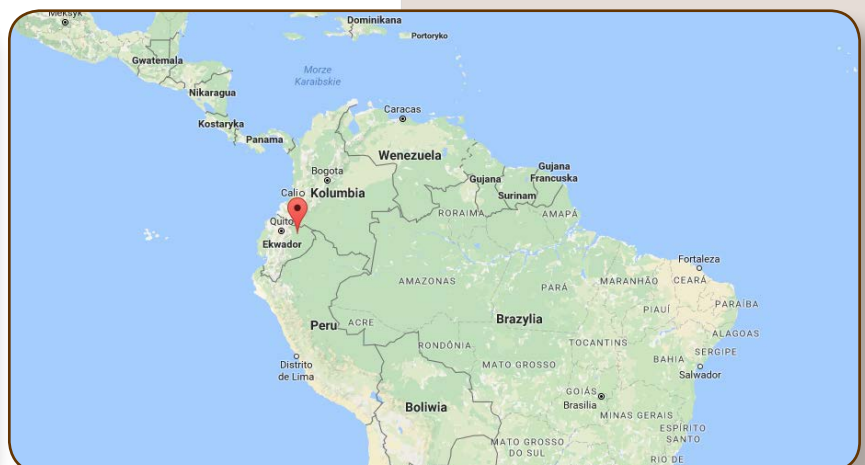 Meksyk
Dominikana
Portoryko
Gwatemala
Morze
Karaibskie
Nikaragua
Caracas
Kostaryka
Panama
Wenezuela
Gujana
Francuska
Bogota
Gujana
Cali
Kolumbia
Surinam
RORAIMA
AMAPÁ
Quito
Ekwador
Fortaleza
AMAZONAS
PARÁ
MARANHÃO
CEARÁ
PIAUÍ
PARAÍBA
Peru
ACRE
Brazylia
ALAGOAS
RONDÔNIA
TOCANTINS
SERGIPE
BAHIA
Distrito
de Lima
MATO GROSSO
Salwador
GOIÁS
Brasília
Boliwia
MINAS GERAIS
ESPÍRITO
SANTO
MATO GROSSO
DO SUL
RIO DE